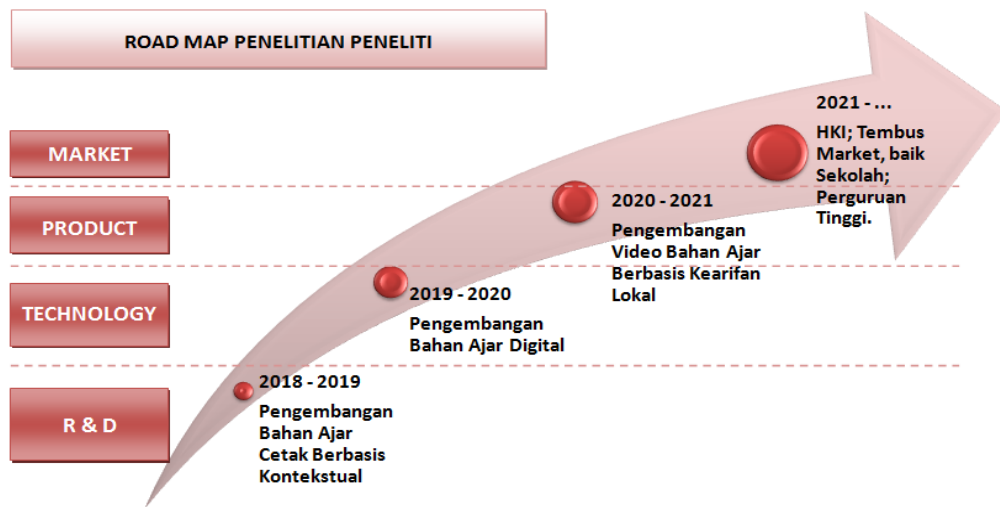 ROAD MAP PENELITIAN PENELITI
MARKET
PRODUCT
TECHNOLOGY
R & D
2018 - 2019
Pengembangan
Bahan Ajar
Cetak Berbasis
Kontekstual
2019 - 2020
Pengembangan
Bahan Ajar Digital
2020 - 2021
Pengembangan
Video Bahan Ajar
Berbasis Kearifan
Lokal
2021 - ...
HKI; Tembus
Market, baik
Sekolah;
Perguruan
Tinggi.